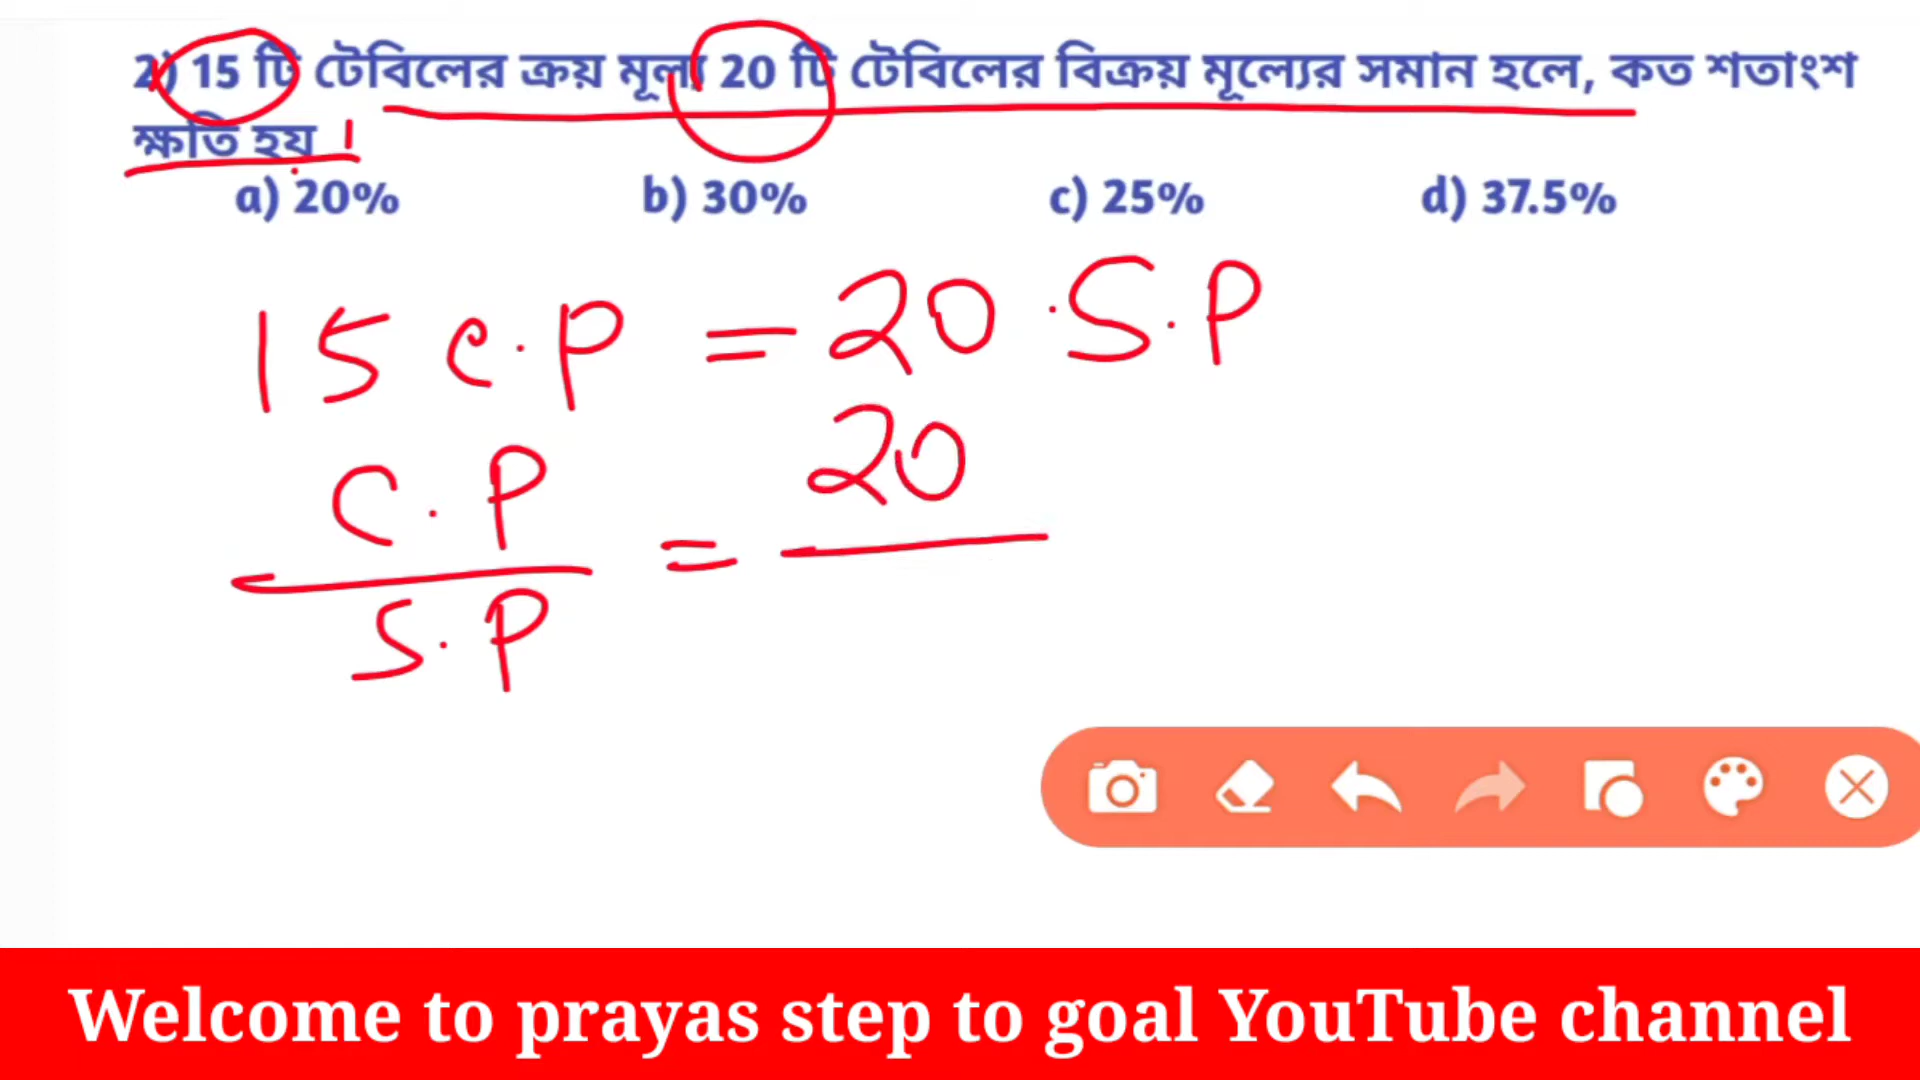 2) 15 টি টেবিলের ক্রয় মূল্য 20 টি টেবিলের বিক্রয় মূল্যের সমান হলে, কত শতাংশ
ক্ষতি হয়
a) 20% b) 30% c) 25% d) 37.5%
15 C.P = 20 S.P
C.P = 20
S.P
Welcome to prayas step to goal YouTube channel